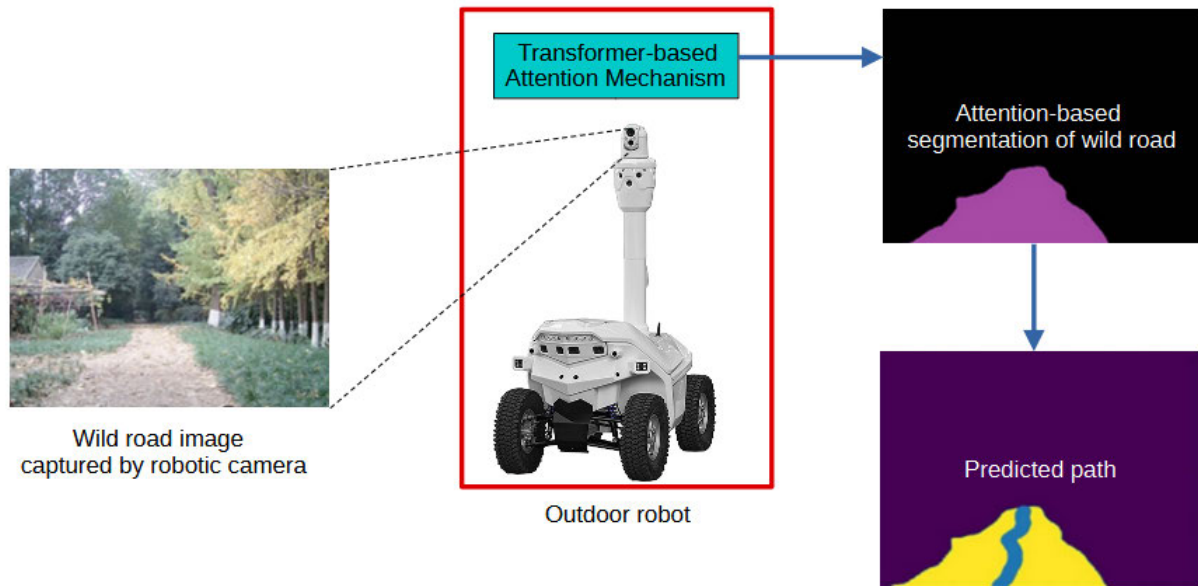 Transformer-based
Attention Mechanism
Attention-based
segmentation of wild road
Wild road image
captured by robotic camera
Predicted path
Outdoor robot